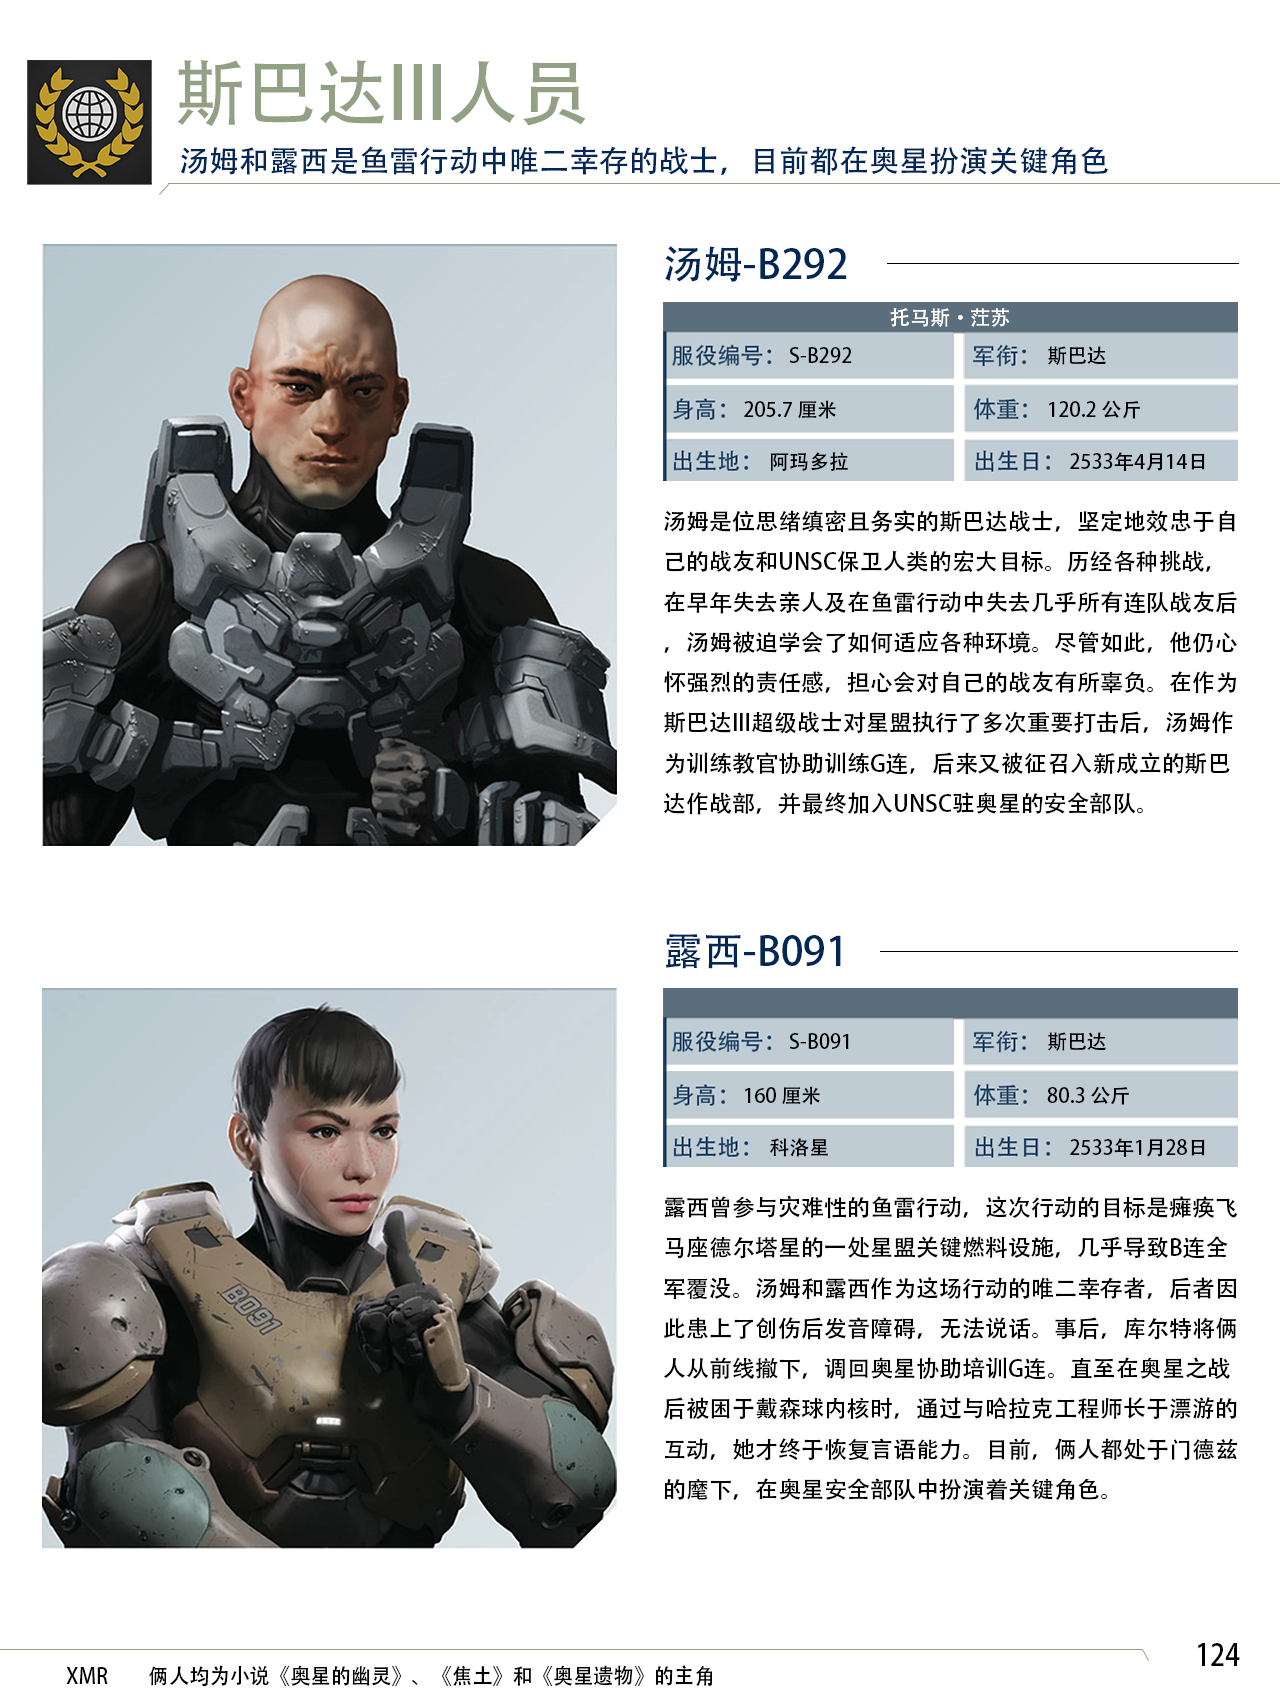 斯巴达III人员
汤姆和露西是鱼雷行动中唯二幸存的战士，目前都在奥星扮演关键角色
汤姆-B292
托马斯·茳苏
服役编号： S-B292 军衔： 斯巴达
身高： 205.7 厘米 体重： 120.2 公斤
出生地： 阿玛多拉 出生日： 2533年4月14日
汤姆是位思绪缜密且务实的斯巴达战士，坚定地效忠于自
己的战友和UNSC保卫人类的宏大目标。历经各种挑战，
在早年失去亲人及在鱼雷行动中失去几乎所有连队战友后
，汤姆被迫学会了如何适应各种环境。尽管如此，他仍心
怀强烈的责任感，担心会对自己的战友有所辜负。在作为
斯巴达III超级战士对星盟执行了多次重要打击后，汤姆作
为训练教官协助训练G连，后来又被征召入新成立的斯巴
达作战部，并最终加入UNSC驻奥星的安全部队。
露西-B091
服役编号： S-B091 军衔： 斯巴达
身高： 160 厘米 体重： 80.3 公斤
出生地： 科洛星 出生日： 2533年1月28日
露西曾参与灾难性的鱼雷行动，这次行动的目标是瘫痪飞
马座德尔塔星的一处星盟关键燃料设施，几乎导致B连全
军覆没。汤姆和露西作为这场行动的唯二幸存者，后者因
此患上了创伤后发音障碍，无法说话。事后，库尔特将俩
人从前线撤下，调回奥星协助培训G连。直至在奥星之战
后被困于戴森球内核时，通过与哈拉克工程师长于漂游的
互动，她才终于恢复言语能力。目前，俩人都处于门德兹
的麾下，在奥星安全部队中扮演着关键角色。
B091
124
XMR 俩人均为小说《奥星的幽灵》、《焦土》和《奥星遗物》的主角